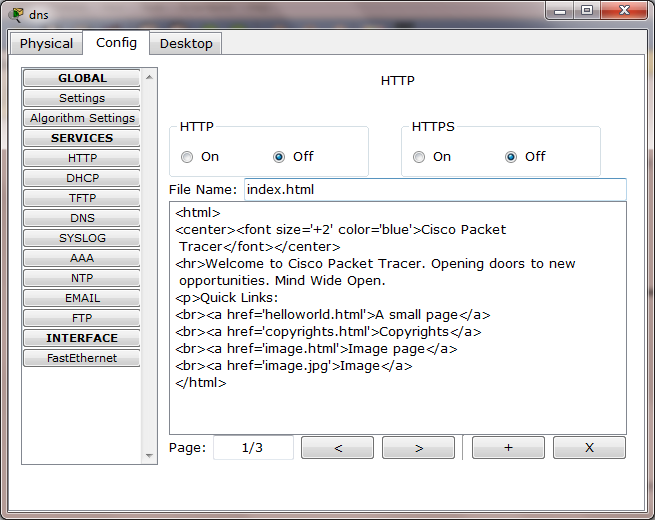 dns
Physical Config Desktop
GLOBAL
Settings
Algorithm Settings
SERVICES
HTTP
DHCP
TFTP
DNS
SYSLOG
AAA
NTP
EMAIL
FTP
INTERFACE
FastEthernet
HTTP
HTTP
On Off
HTTPS
On Off
File Name: index.html
<html>
<center><font size='+2' color='blue'>Cisco Packet
Tracer</font></center>
<hr>Welcome to Cisco Packet Tracer. Opening doors to new
opportunities. Mind Wide Open.
<p>Quick Links:
<br><a href='helloworld.html'>A small page</a>
<br><a href='copyrights.html'>Copyrights</a>
<br><a href='image.html'>Image page</a>
<br><a href='image.jpg'>Image</a>
</html>
Page: 1/3 < > + X